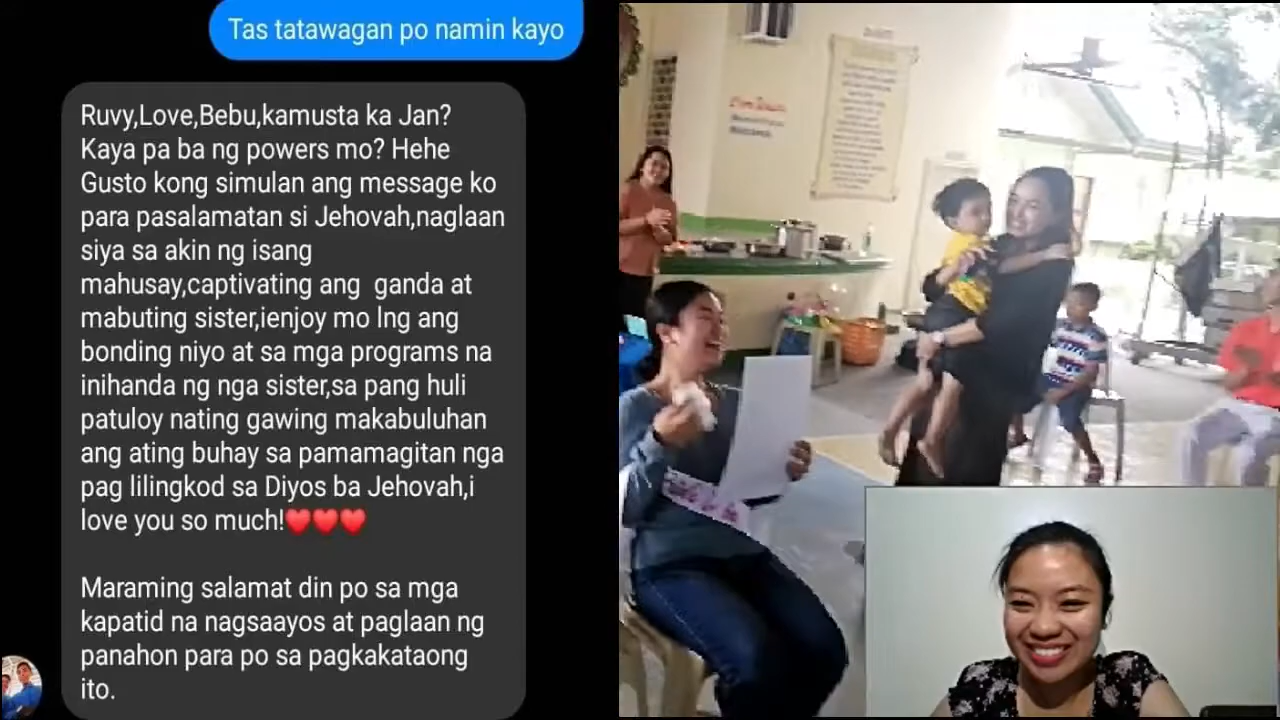 Tas tatawagan po namin kayo
Ruvy,Love,Bebu,kamusta ka Jan?
Kaya pa ba ng powers mo? Hehe
Gusto kong simulan ang message ko
para pasalamatan si Jehovah,naglaan
siya sa akin ng isang
mahusay,captivating ang  ganda at
mabuting sister,ienjoy mo lng ang
bonding niyo at sa mga programs na
inihanda ng nga sister,sa pang huli
patuloy nating gawing makabuluhan
ang ating buhay sa pamamagitan nga
pag lilingkod sa Diyos ba Jehovah,i
love you so much!❤️❤️❤️
Maraming salamat din po sa mga
kapatid na nagsaayos at paglaan ng
panahon para po sa pagkakataong
ito.